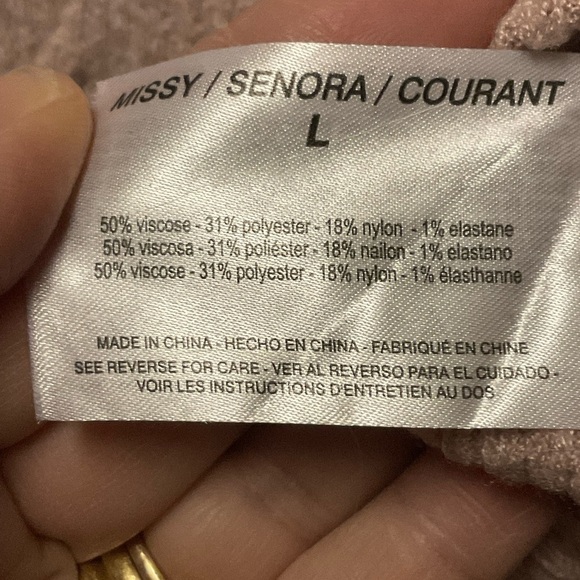 MISSY / SENORA / COURANT
L
50% viscose - 31% polyester - 18% nylon - 1% elastane
50% viscosa - 31% poliéster - 18% nailon - 1% elastano
50% viscose - 31% polyester - 18% nylon - 1% élasthanne
MADE IN CHINA - HECHO EN CHINA - FABRIQUÉ EN CHINE
SEE REVERSE FOR CARE - VER AL REVERSO PARA EL CUIDADO -
VOIR LES INSTRUCTIONS D'ENTRETIEN AU DOS